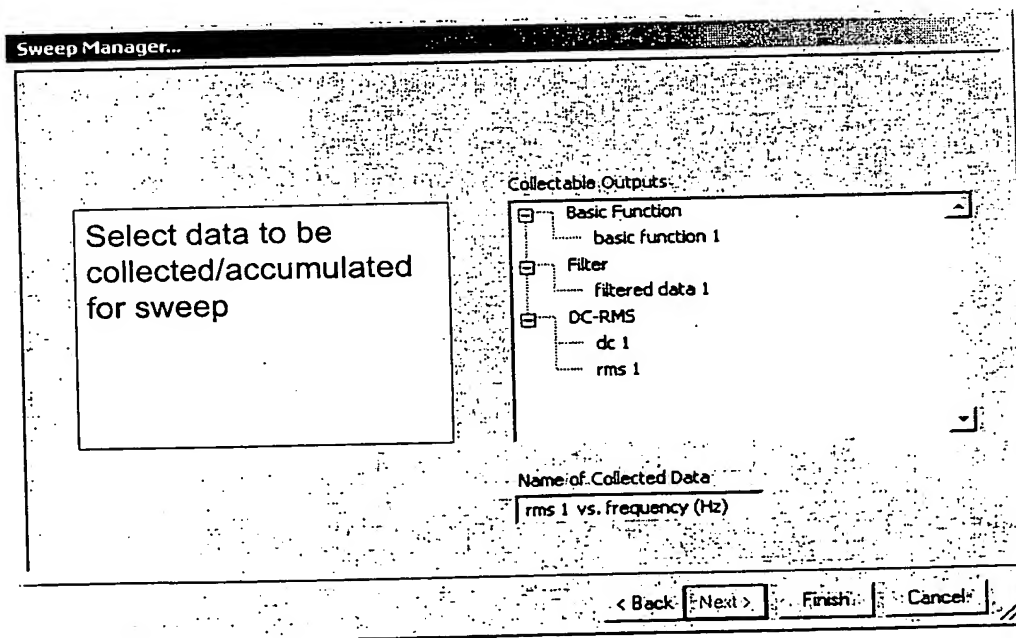 Sweep Manager...
Select data to be
collected/accumulated
for sweep
Collectable Outputs
Basic Function
basic function 1
Filter
filtered data 1
DC-RMS
dc 1
rms 1
Name of Collected Data
rms 1 vs. frequency (Hz)
< Back Next > Finish Cancel